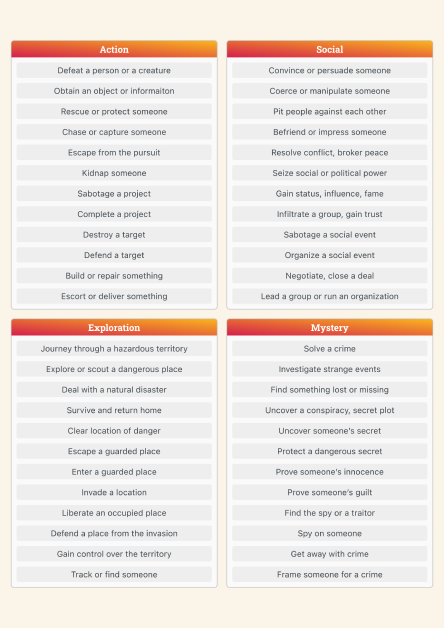 Action
Defeat a person or a creature
Obtain an object or informaiton
Rescue or protect someone
Chase or capture someone
Escape from the pursuit
Kidnap someone
Sabotage a project
Complete a project
Destroy a target
Defend a target
Build or repair something
Escort or deliver something
Social
Convince or persuade someone
Coerce or manipulate someone
Pit people against each other
Befriend or impress someone
Resolve conflict, broker peace
Seize social or political power
Gain status, influence, fame
Infiltrate a group, gain trust
Sabotage a social event
Organize a social event
Negotiate, close a deal
Lead a group or run an organization
Exploration
Journey through a hazardous territory
Explore or scout a dangerous place
Deal with a natural disaster
Survive and return home
Clear location of danger
Escape a guarded place
Enter a guarded place
Invade a location
Liberate an occupied place
Defend a place from the invasion
Gain control over the territory
Track or find someone
Mystery
Solve a crime
Investigate strange events
Find something lost or missing
Uncover a conspiracy, secret plot
Uncover someone's secret
Protect a dangerous secret
Prove someone's innocence
Prove someone's guilt
Find the spy or a traitor
Spy on someone
Get away with crime
Frame someone for a crime